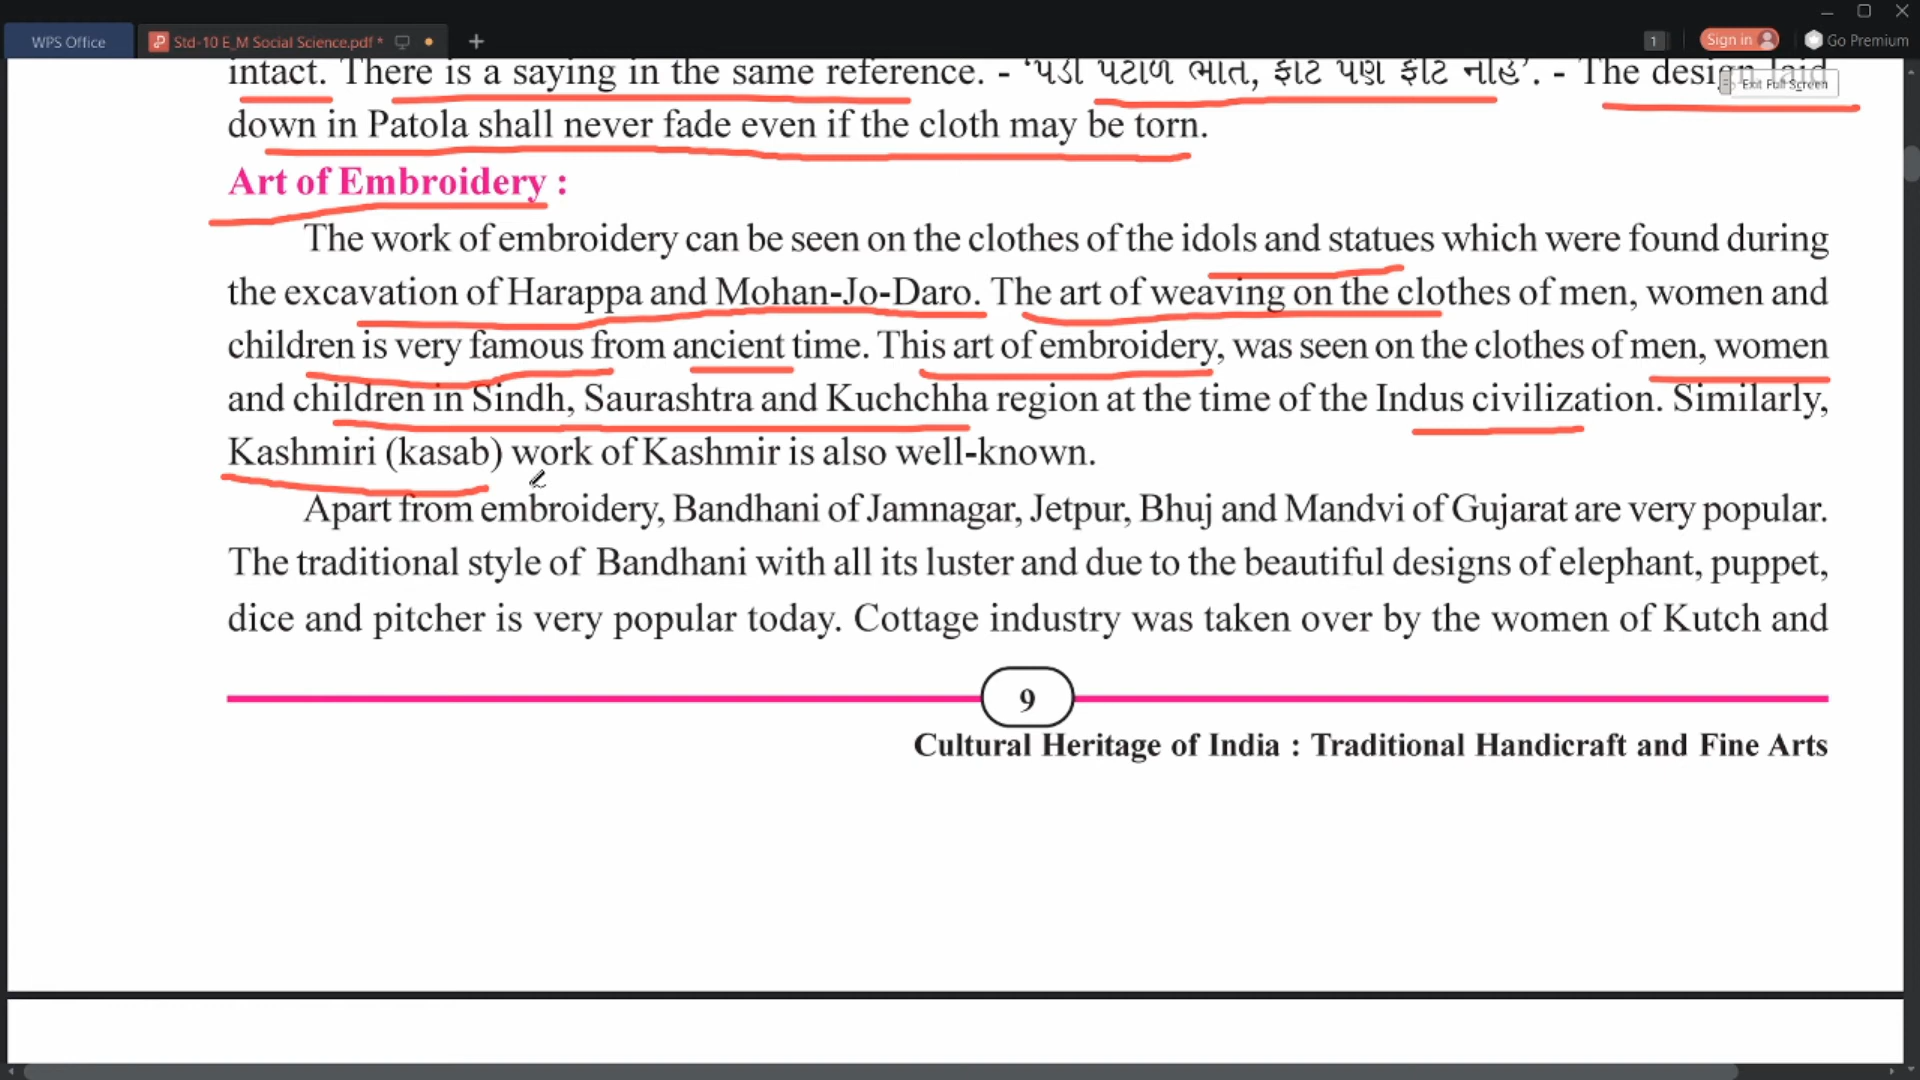 WPS Office
Std-10 E_M Social Science.pdf *
1
Sign in
Go Premium
intact. There is a saying in the same reference. - ‘પડી પટોળે ભાત, ફાટે પણ ફીટે નહિ’. - The design laid
Exit Full Screen
down in Patola shall never fade even if the cloth may be torn.
Art of Embroidery :
The work of embroidery can be seen on the clothes of the idols and statues which were found during
the excavation of Harappa and Mohan-Jo-Daro. The art of weaving on the clothes of men, women and
children is very famous from ancient time. This art of embroidery, was seen on the clothes of men, women
and children in Sindh, Saurashtra and Kuchchha region at the time of the Indus civilization. Similarly,
Kashmiri (kasab) work of Kashmir is also well-known.
Apart from embroidery, Bandhani of Jamnagar, Jetpur, Bhuj and Mandvi of Gujarat are very popular.
The traditional style of Bandhani with all its luster and due to the beautiful designs of elephant, puppet,
dice and pitcher is very popular today. Cottage industry was taken over by the women of Kutch and
9
Cultural Heritage of India : Traditional Handicraft and Fine Arts